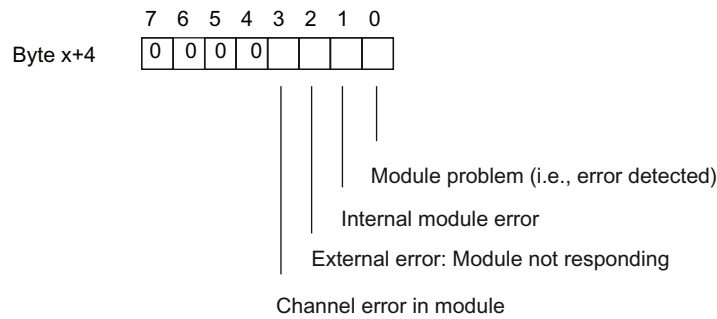 7 6 5 4 3 2 1 0
Byte x+4 0 0 0 0
Module problem (i.e., error detected)
Internal module error
External error: Module not responding
Channel error in module